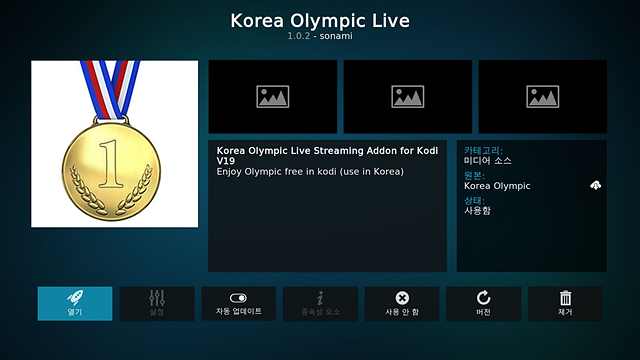 Korea Olympic Live
1.0.2 - sonami
1
Korea Olympic Live Streaming Addon for Kodi
V19
Enjoy Olympic free in kodi (use in Korea)
카테고리:
미디어 소스
원본:
Korea Olympic
상태:
사용함
열기
설정
자동 업데이트
종속성 요소
사용 안 함
버전
제거